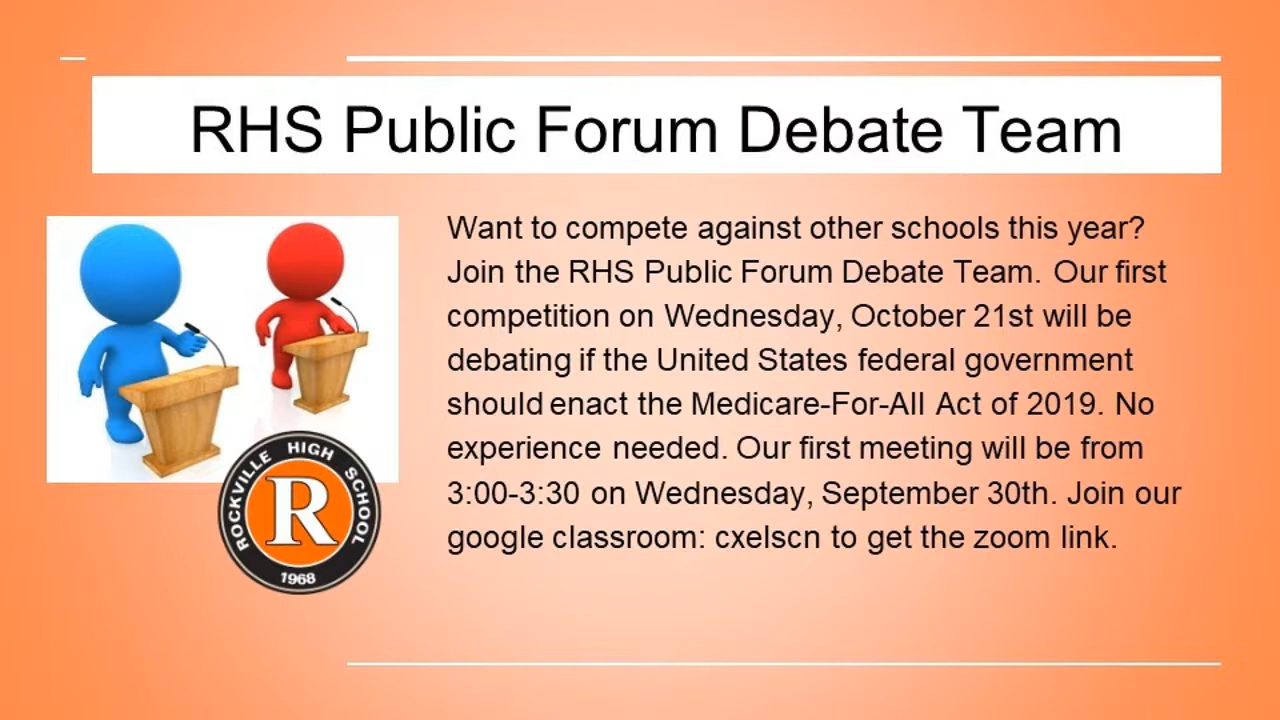 RHS Public Forum Debate Team
Want to compete against other schools this year?
Join the RHS Public Forum Debate Team. Our first
competition on Wednesday, October 21st will be
debating if the United States federal government
should enact the Medicare-For-All Act of 2019. No
experience needed. Our first meeting will be from
3:00-3:30 on Wednesday, September 30th. Join our
google classroom: cxelscn to get the zoom link.
ROCKVILLE HIGH SCHOOL
R
1968